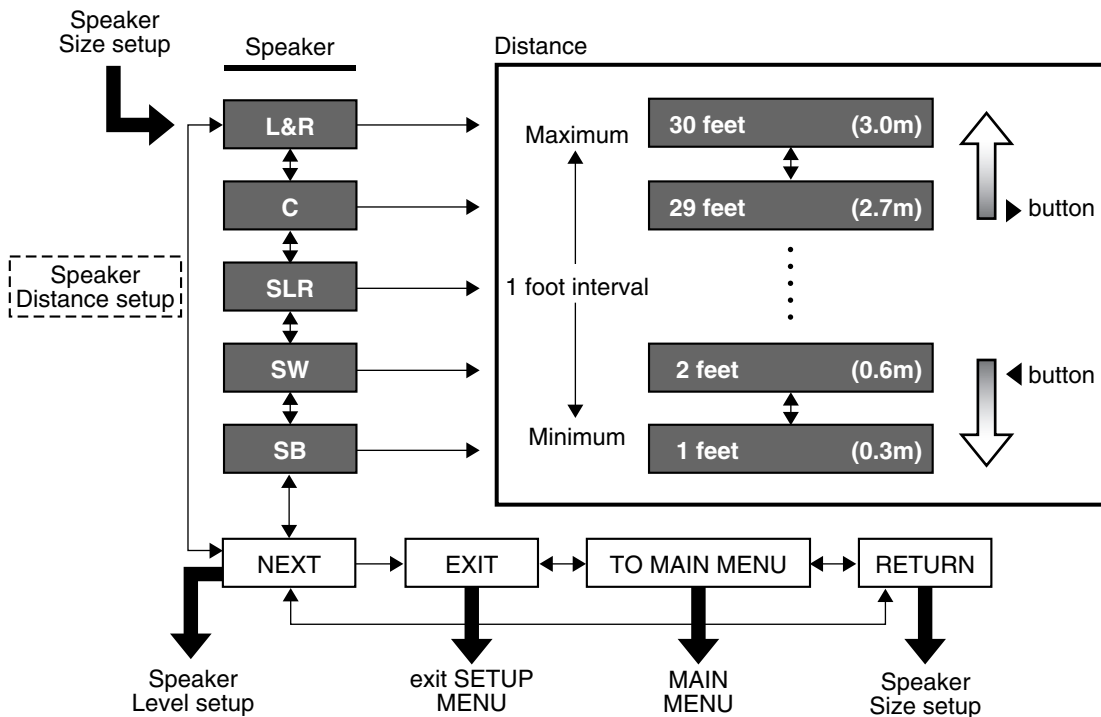 Speaker
Size setup
Speaker
Distance
L&R
Maximum
30 feet (3.0m)
C
29 feet (2.7m)
button
Speaker
Distance setup
SLR
1 foot interval
SW
2 feet (0.6m)
button
SB
Minimum
1 feet (0.3m)
NEXT
EXIT
TO MAIN MENU
RETURN
Speaker
Level setup
exit SETUP
MENU
MAIN
MENU
Speaker
Size setup